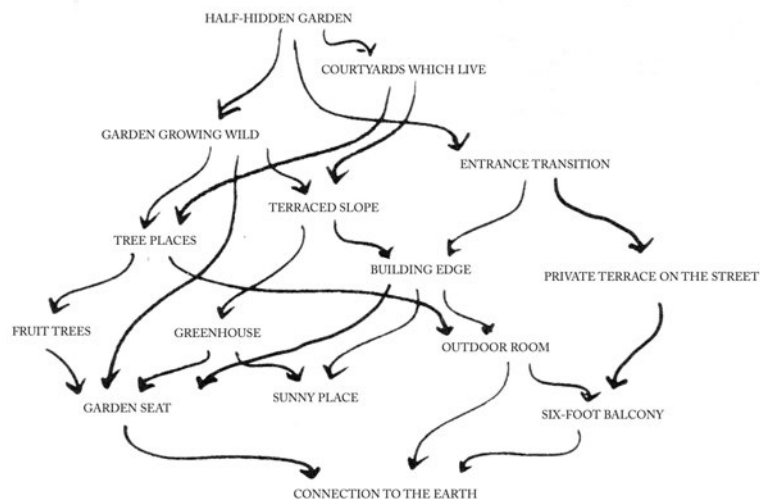 HALF-HIDDEN GARDEN
COURTYARDS WHICH LIVE
GARDEN GROWING WILD
ENTRANCE TRANSITION
TERRACED SLOPE
TREE PLACES
BUILDING EDGE
PRIVATE TERRACE ON THE STREET
FRUIT TREES
GREENHOUSE
OUTDOOR ROOM
SUNNY PLACE
GARDEN SEAT
SIX-FOOT BALCONY
CONNECTION TO THE EARTH